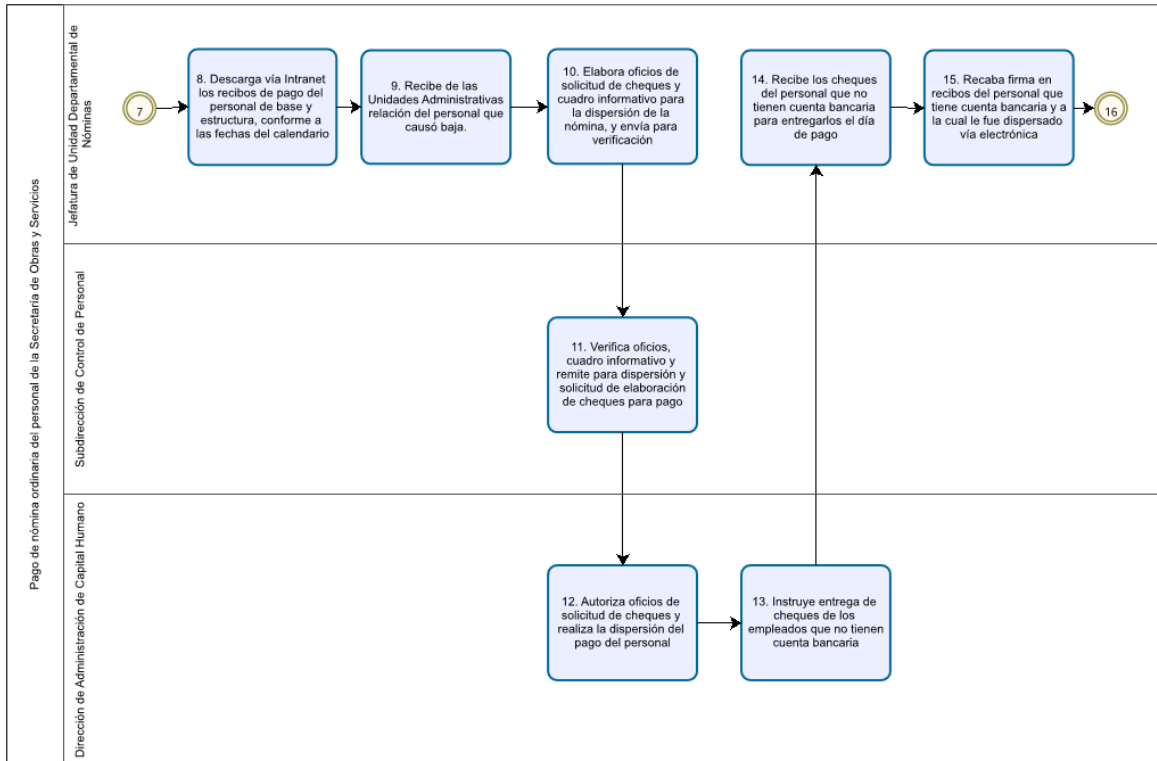 Pago de nómina ordinaria del personal de la Secretaría de Obras y Servicios
Jefatura de Unidad Departamental de
Nóminas
7
8. Descarga vía Intranet
los recibos de pago del
personal de base y
estructura, conforme a
las fechas del calendario
9. Recibe de las
Unidades Administrativas
relación del personal que
causó baja.
10. Elabora oficios de
solicitud de cheques y
cuadro informativo para
la dispersión de la
nómina, y envía para
verificación
14. Recibe los cheques
del personal que no
tienen cuenta bancaria
para entregarlos el día
de pago
15. Recaba firma en
recibos del personal que
tiene cuenta bancaria y a
la cual le fue dispersado
vía electrónica
16
Subdirección de Control de Personal
11. Verifica oficios,
cuadro informativo y
remite para dispersión y
solicitud de elaboración
de cheques para pago
Dirección de Administración de Capital Humano
12. Autoriza oficios de
solicitud de cheques y
realiza la dispersión del
pago del personal
13. Instruye entrega de
cheques de los
empleados que no tienen
cuenta bancaria